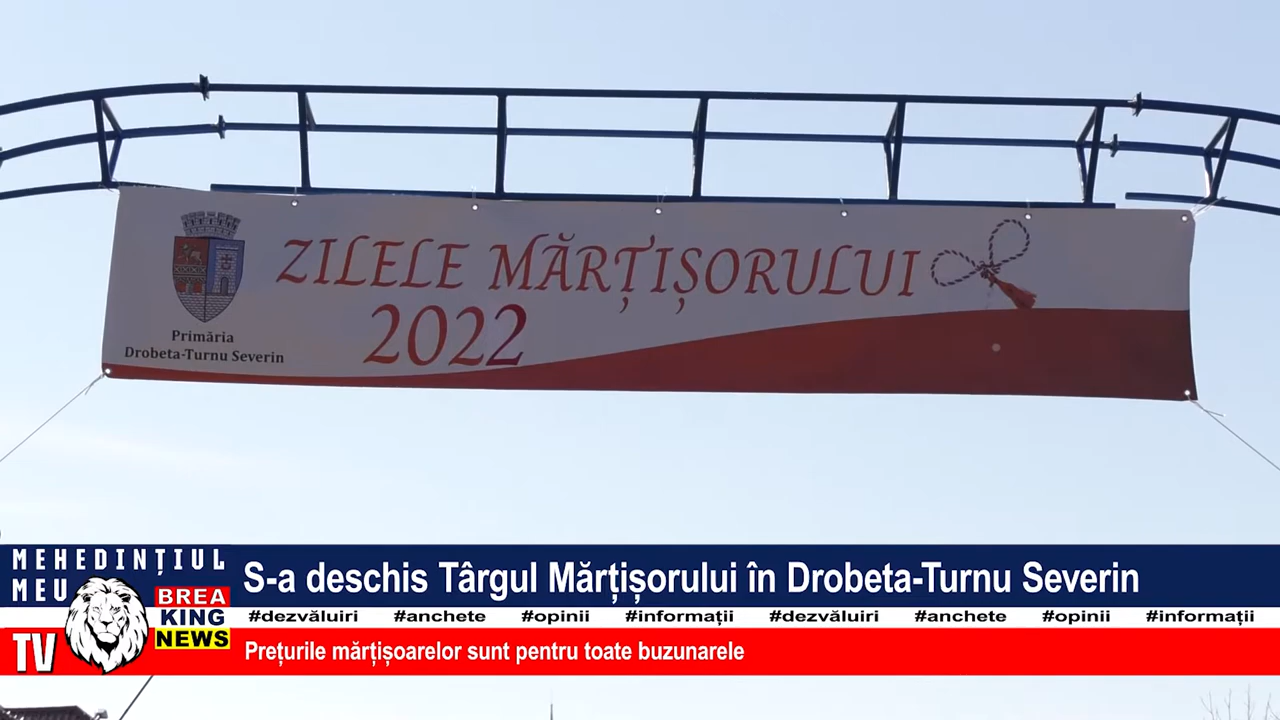 ZILELE MĂRȚIȘORULUI
2022
Primăria
Drobeta-Turnu Severin
MEHEDINȚIUL
MEU
TV
BREA
KING
NEWS
S-a deschis Târgul Mărțișorului în Drobeta-Turnu Severin
#dezvăluiri #anchete #opinii #informații #dezvăluiri #anchete #opinii #informații
Prețurile mărțișoarelor sunt pentru toate buzunarele